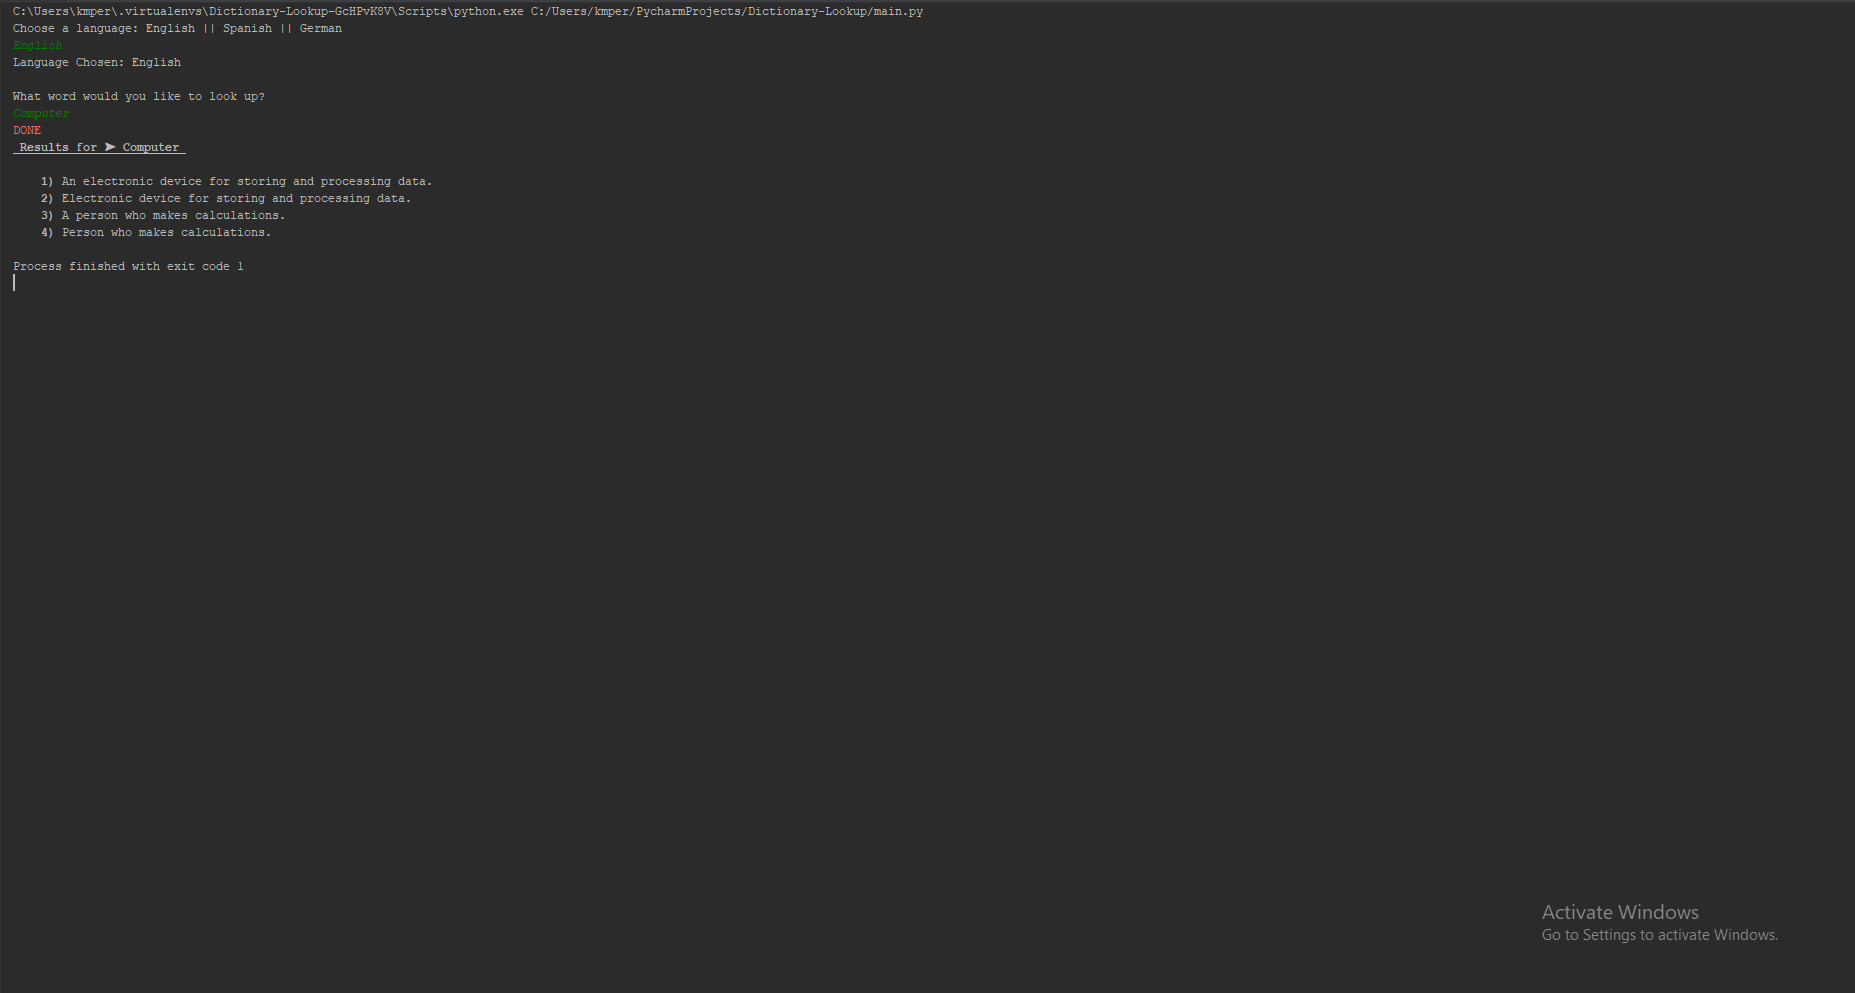 C:\Users\kmper\.virtualenvs\Dictionary-Lookup-GcHPvK8V\Scripts\python.exe C:/Users/kmper/PycharmProjects/Dictionary-Lookup/main.py
Choose a language: English || Spanish || German
English
Language Chosen: English
What word would you like to look up?
Computer
DONE
Results for ➤ Computer
1) An electronic device for storing and processing data.
2) Electronic device for storing and processing data.
3) A person who makes calculations.
4) Person who makes calculations.
Process finished with exit code 1
Activate Windows
Go to Settings to activate Windows.